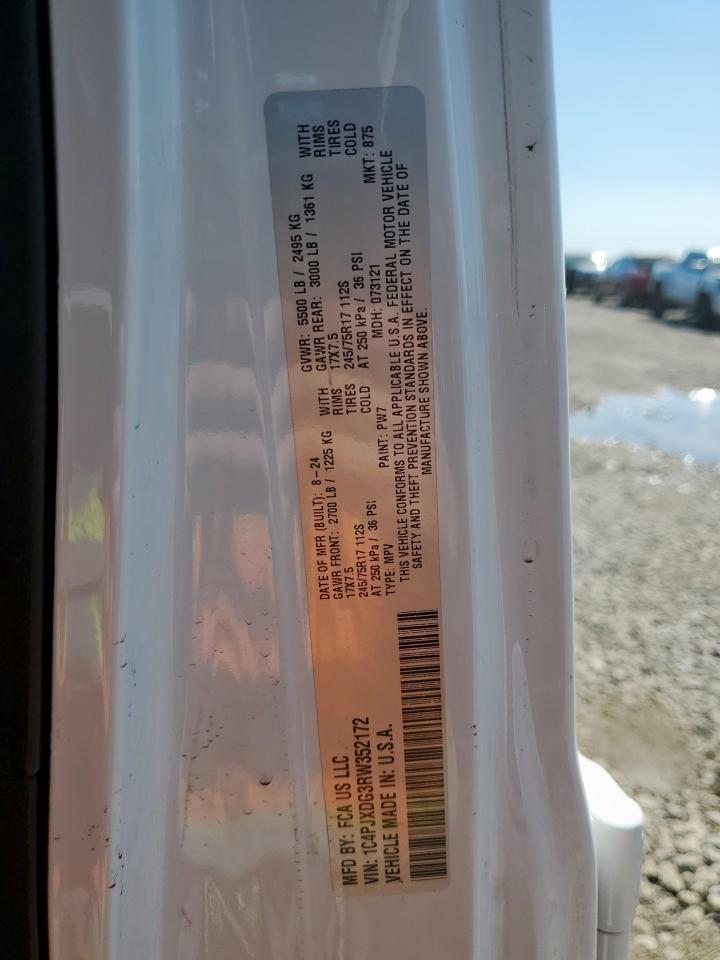 MFD BY: FCA US LLC
VIN: 1C4PJXDG3RW352172
VEHICLE MADE IN: U.S.A.
DATE OF MFR (BUILT): 8-24 GVWR: 5500 LB / 2495 KG
GAWR FRONT: 2700 LB / 1225 KG WITH GAWR REAR: 3000 LB / 1361 KG WITH
17X7.5 RIMS 17X7.5 RIMS
245/75R17 112S TIRES 245/75R17 112S TIRES
AT 250 kPa / 36 PSI COLD AT 250 kPa / 36 PSI COLD
TYPE: MPV PAINT: PW7 MDH: 073121 MKT: 875
THIS VEHICLE CONFORMS TO ALL APPLICABLE U.S.A. FEDERAL MOTOR VEHICLE
SAFETY AND THEFT PREVENTION STANDARDS IN EFFECT ON THE DATE OF
MANUFACTURE SHOWN ABOVE.